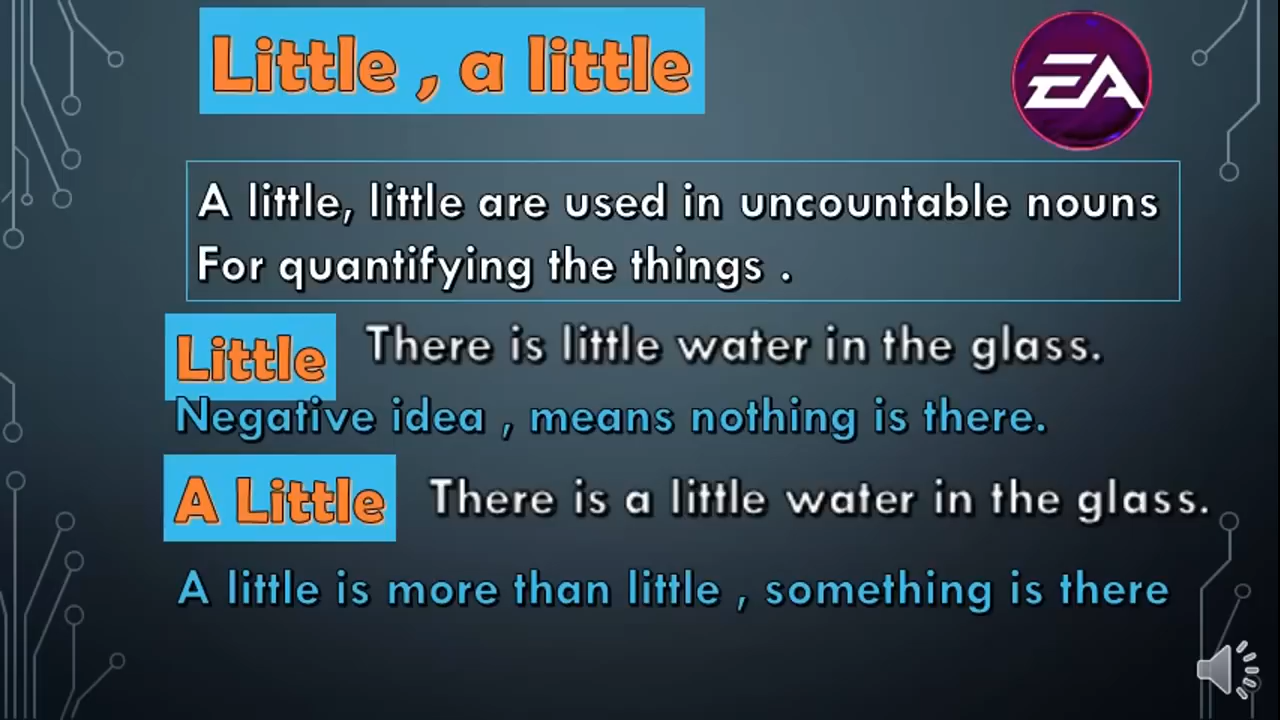 Little , a little
EA
A little, little are used in uncountable nouns
For quantifying the things .
Little
There is little water in the glass.
Negative idea , means nothing is there.
A Little
There is a little water in the glass.
A little is more than little , something is there